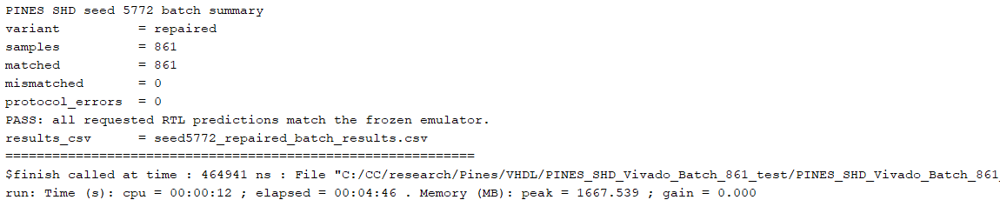 PINES SHD seed 5772 batch summary
variant = repaired
samples = 861
matched = 861
mismatched = 0
protocol_errors = 0
PASS: all requested RTL predictions match the frozen emulator.
results_csv = seed5772_repaired_batch_results.csv
============================================================
$finish called at time : 464941 ns : File "C:/CC/research/Pines/VHDL/PINES_SHD_Vivado_Batch_861_test/PINES_SHD_Vivado_Batch_861_
run: Time (s): cpu = 00:00:12 ; elapsed = 00:04:46 . Memory (MB): peak = 1667.539 ; gain = 0.000